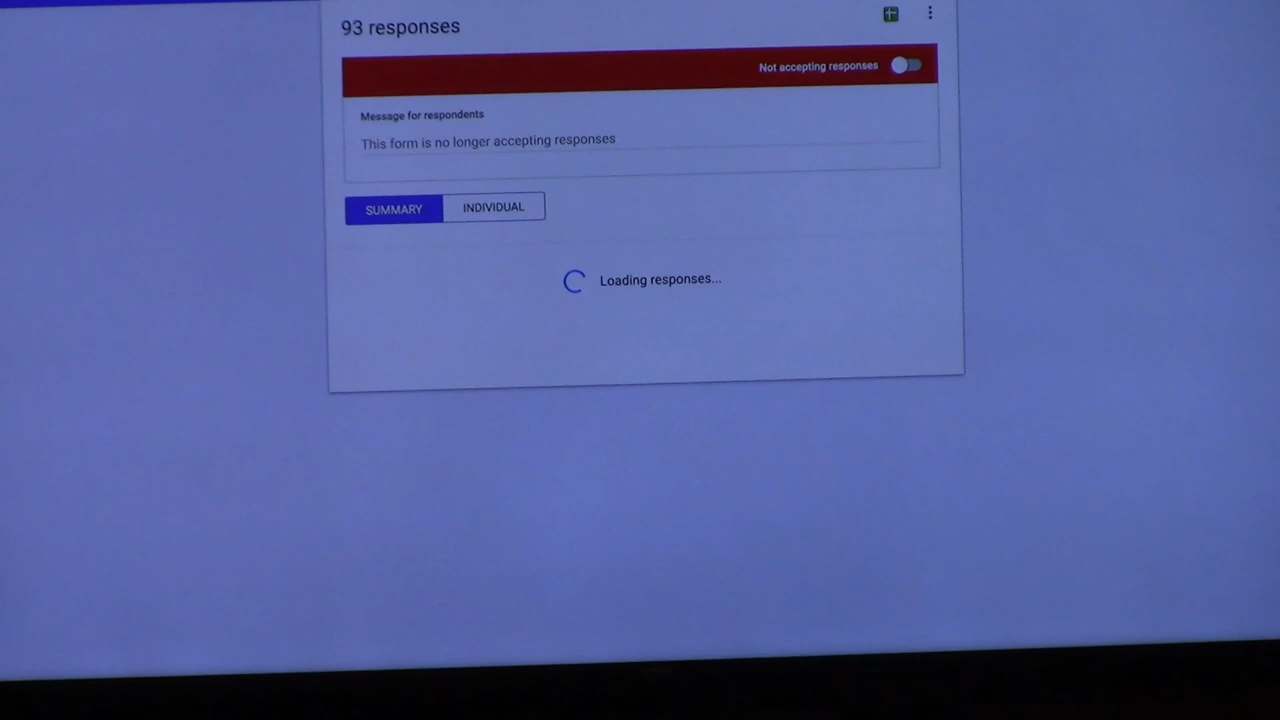 93 responses
Not accepting responses
Message for respondents
This form is no longer accepting responses
SUMMARY INDIVIDUAL
Loading responses...